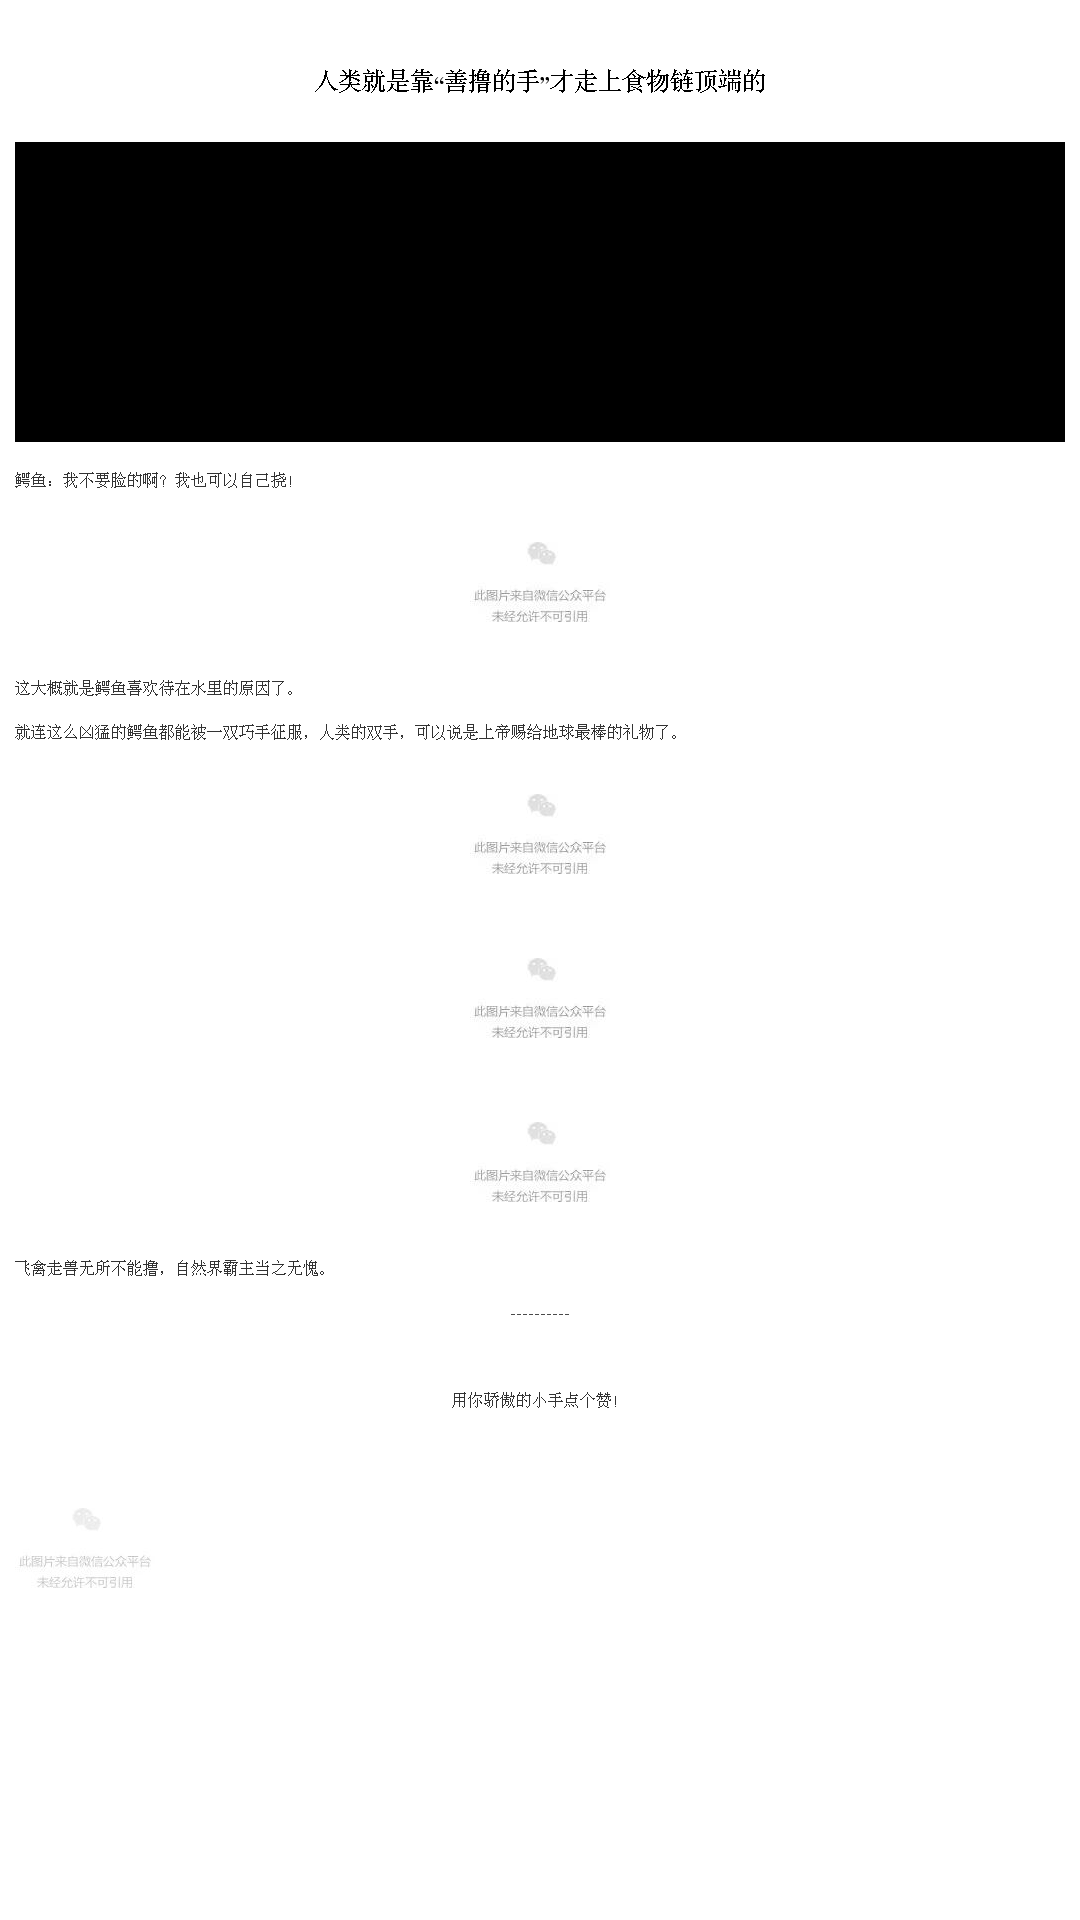 人类就是靠“善撸的手”才走上食物链顶端的
鳄鱼：我不要脸的啊？我也可以自己挠！
此图片来自微信公众平台
未经允许不可引用
这大概就是鳄鱼喜欢待在水里的原因了。
就连这么凶猛的鳄鱼都能被一双巧手征服，人类的双手，可以说是上帝赐给地球最棒的礼物了。
此图片来自微信公众平台
未经允许不可引用
此图片来自微信公众平台
未经允许不可引用
此图片来自微信公众平台
未经允许不可引用
飞禽走兽无所不能撸，自然界霸主当之无愧。
----------
用你骄傲的小手点个赞！
此图片来自微信公众平台
未经允许不可引用